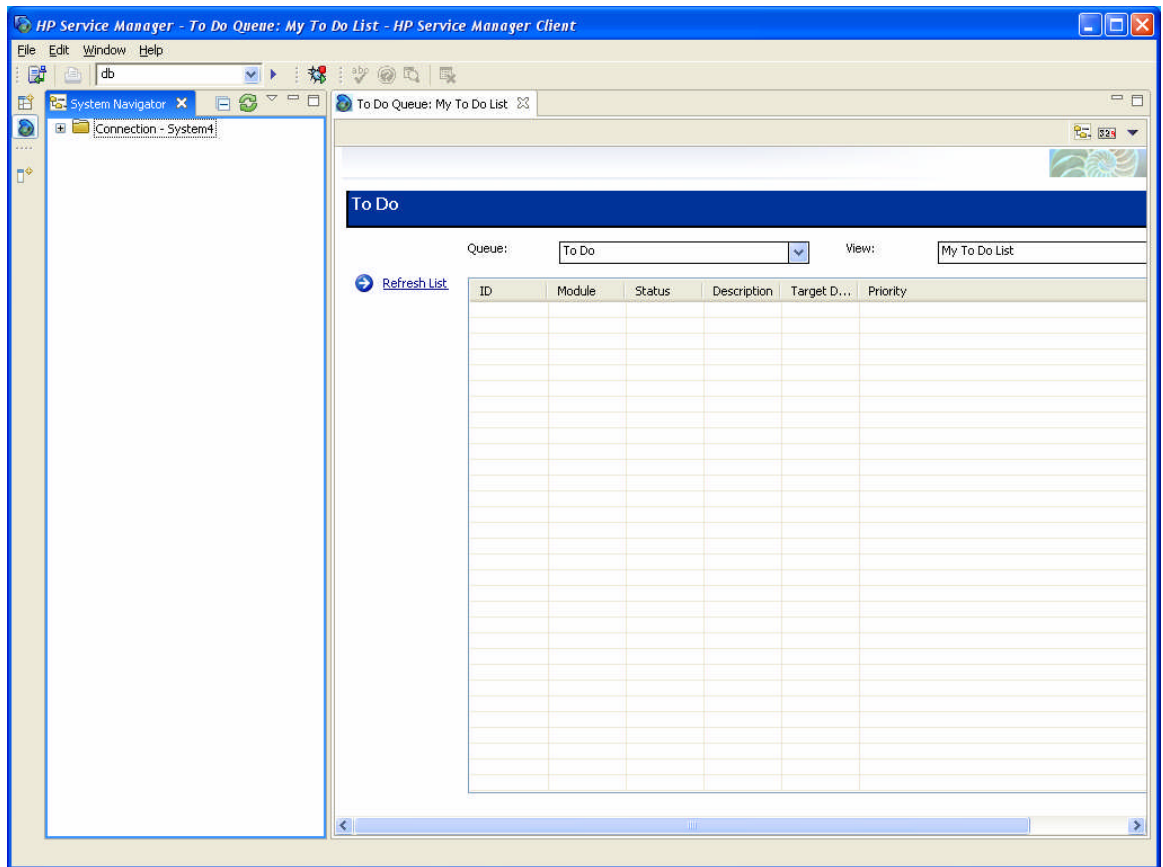 HP Service Manager - To Do Queue: My To Do List - HP Service Manager Client
File Edit Window Help
db
System Navigator
To Do Queue: My To Do List
Connection - System4
To Do
Queue: To Do View: My To Do List
Refresh List
ID Module Status Description Target D... Priority